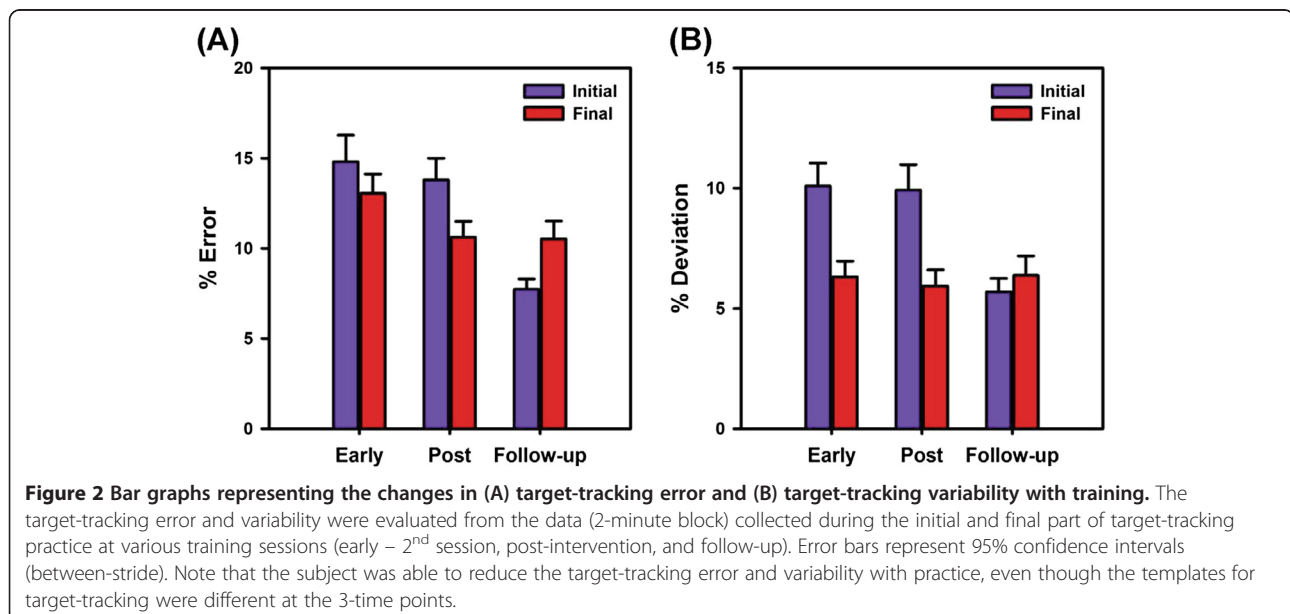 (A)
20
15
10
5
0
% Error
Initial
Final
Early Post Follow-up
(B)
15
10
5
0
% Deviation
Initial
Final
Early Post Follow-up
Figure 2 Bar graphs representing the changes in (A) target-tracking error and (B) target-tracking variability with training. The
target-tracking error and variability were evaluated from the data (2-minute block) collected during the initial and final part of target-tracking
practice at various training sessions (early – 2nd session, post-intervention, and follow-up). Error bars represent 95% confidence intervals
(between-stride). Note that the subject was able to reduce the target-tracking error and variability with practice, even though the templates for
target-tracking were different at the 3-time points.